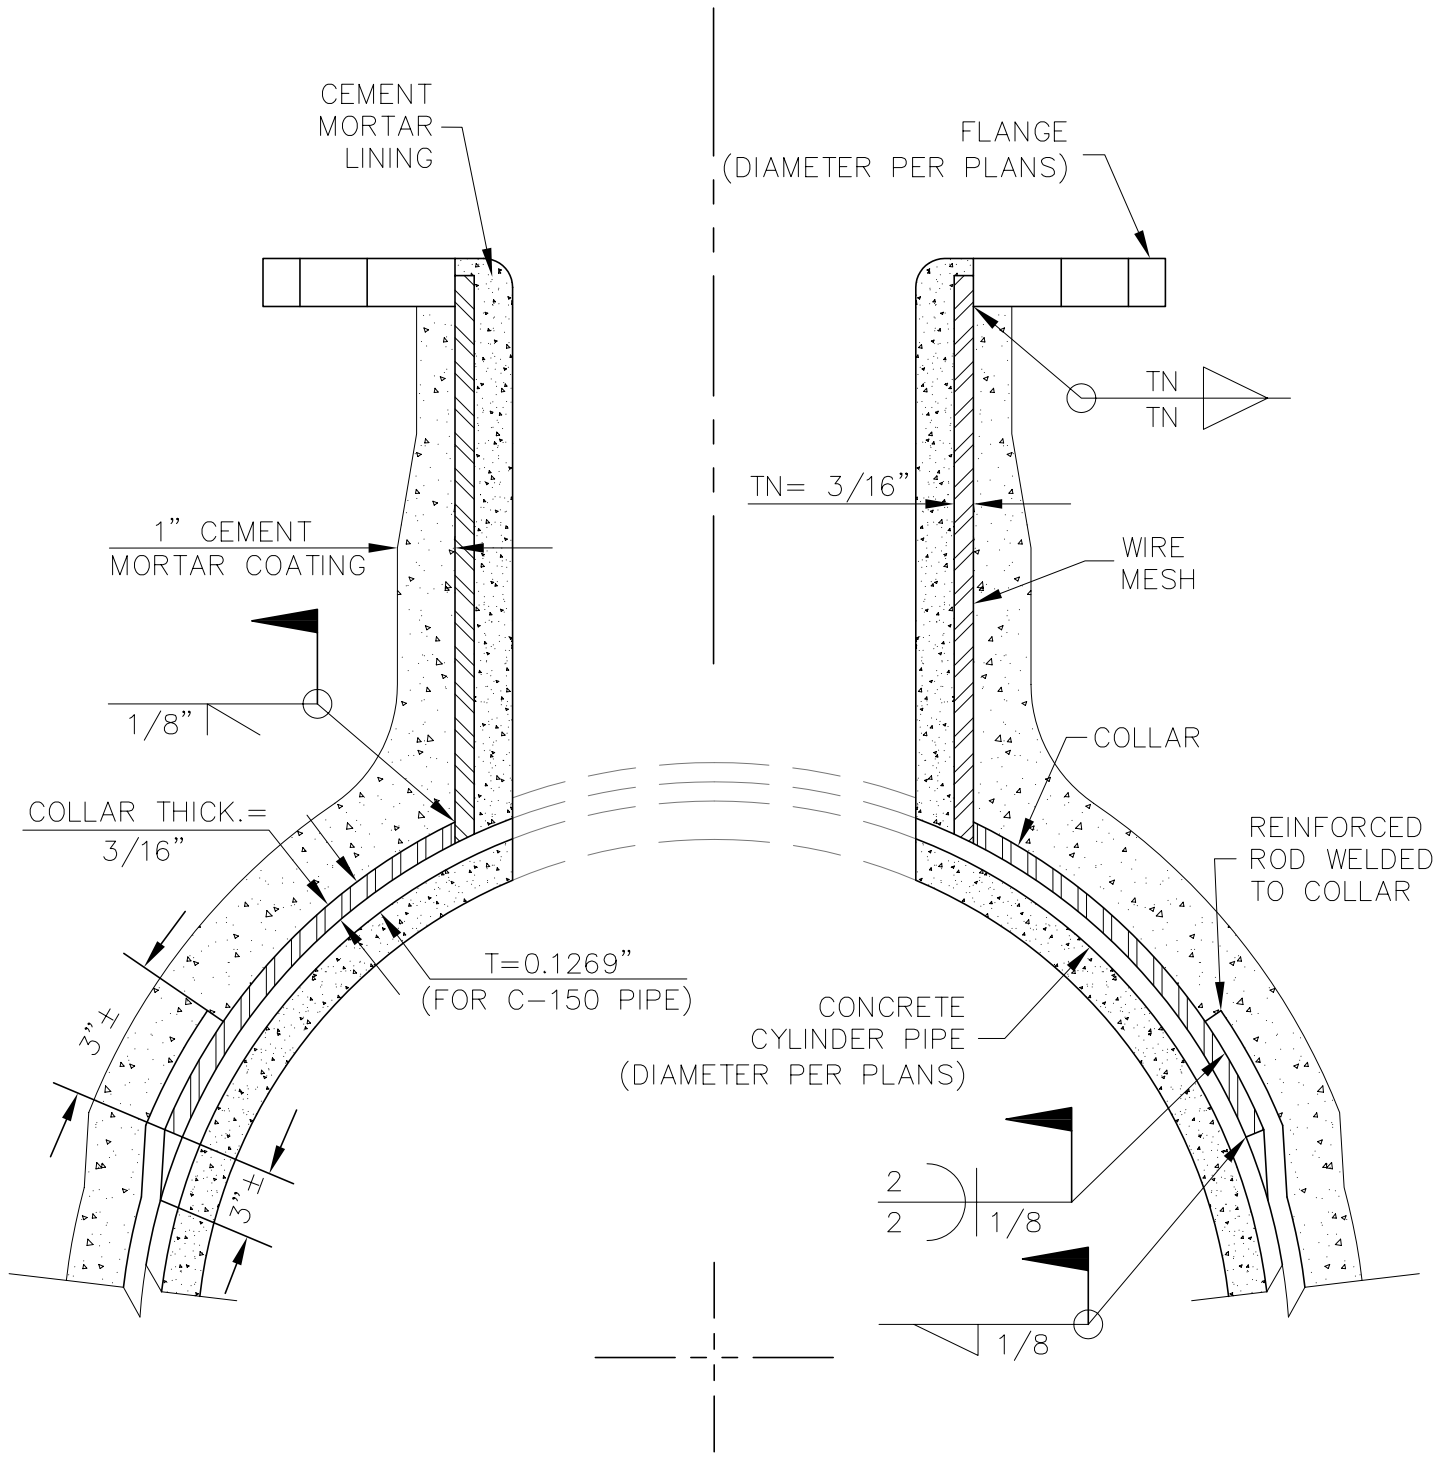 CEMENT
MORTAR
LINING
FLANGE
(DIAMETER PER PLANS)
TN
TN
TN= 3/16"
1" CEMENT
MORTAR COATING
WIRE
MESH
1/8"
COLLAR
COLLAR THICK.=
3/16"
REINFORCED
ROD WELDED
TO COLLAR
T=0.1269"
(FOR C-150 PIPE)
CONCRETE
CYLINDER PIPE
(DIAMETER PER PLANS)
3"±
3"±
2
2
1/8
1/8